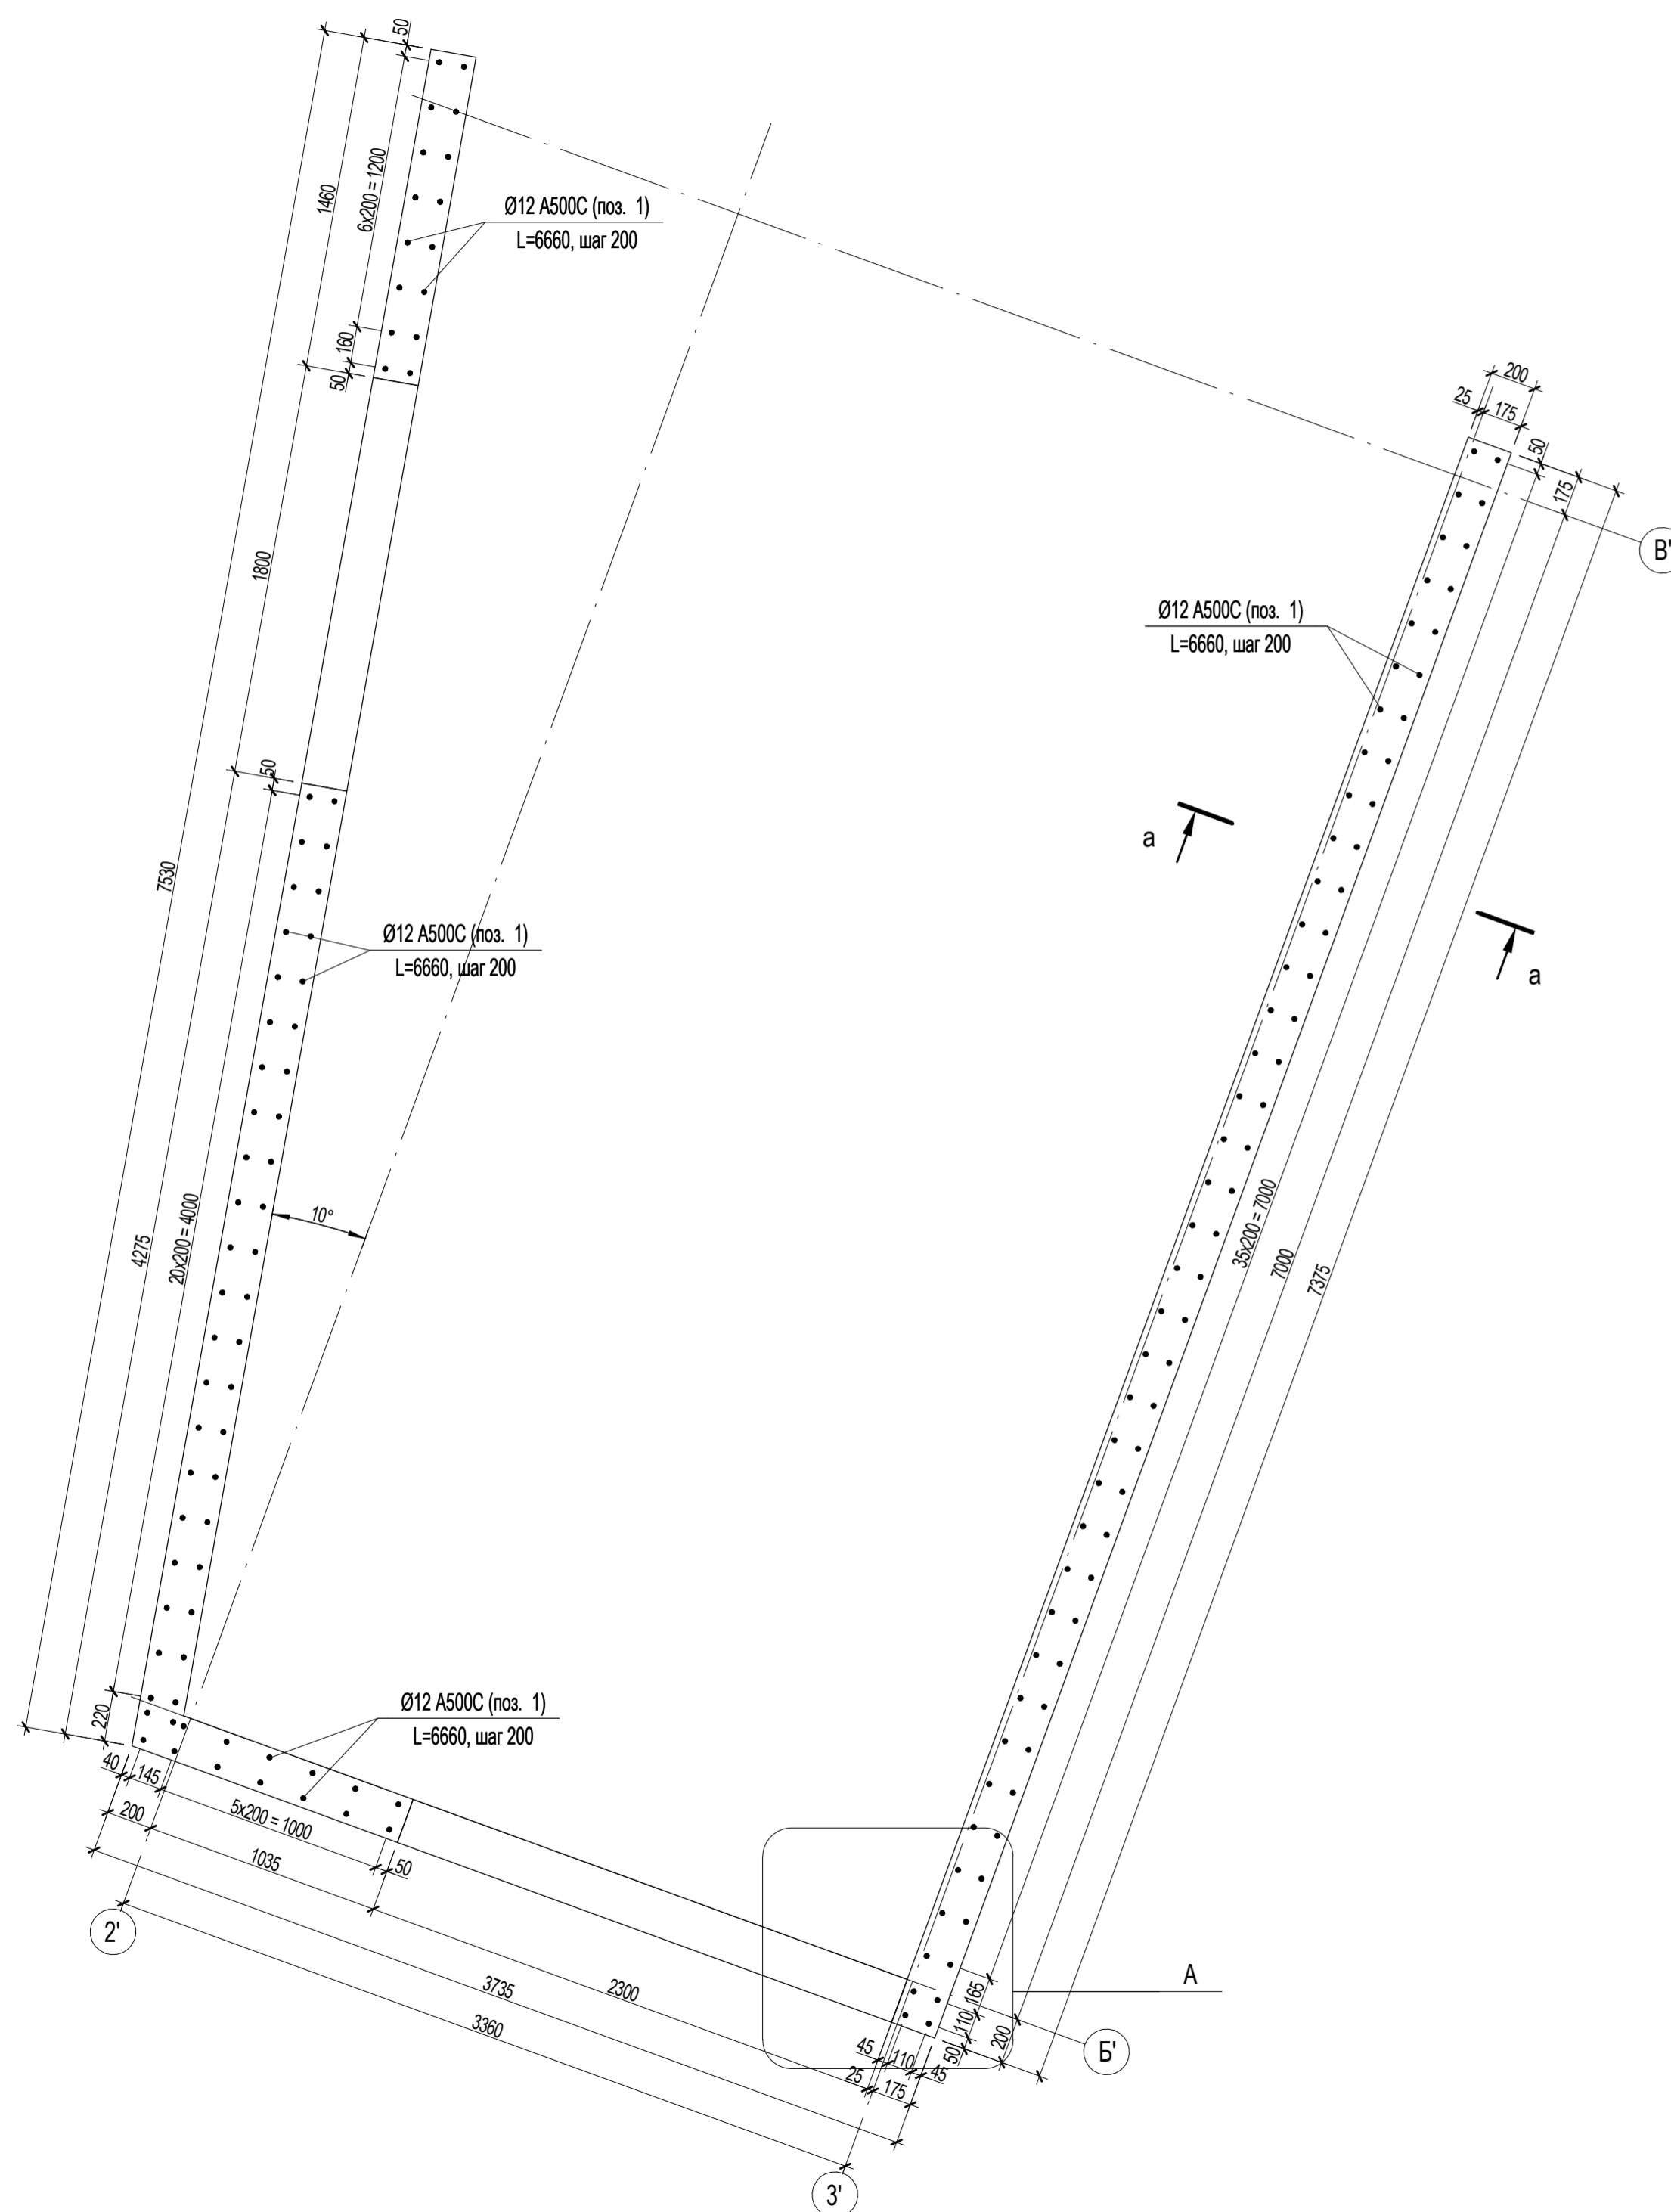 50
1460
6x200 = 1200
Ø12 А500С (поз. 1)
L=6660, шаг 200
160
50
200
25
175
50
175
В'
1800
Ø12 А500С (поз. 1)
L=6660, шаг 200
50
а
7530
Ø12 А500С (поз. 1)
L=6660, шаг 200
а
10°
4275
20x200 = 4000
35x200 = 7000
7000
7375
220
Ø12 А500С (поз. 1)
L=6660, шаг 200
40
145
200
5x200 = 1000
1035
50
2'
3735
2300
3360
А
165
110
50
200
Б'
45
110
45
25
175
3'